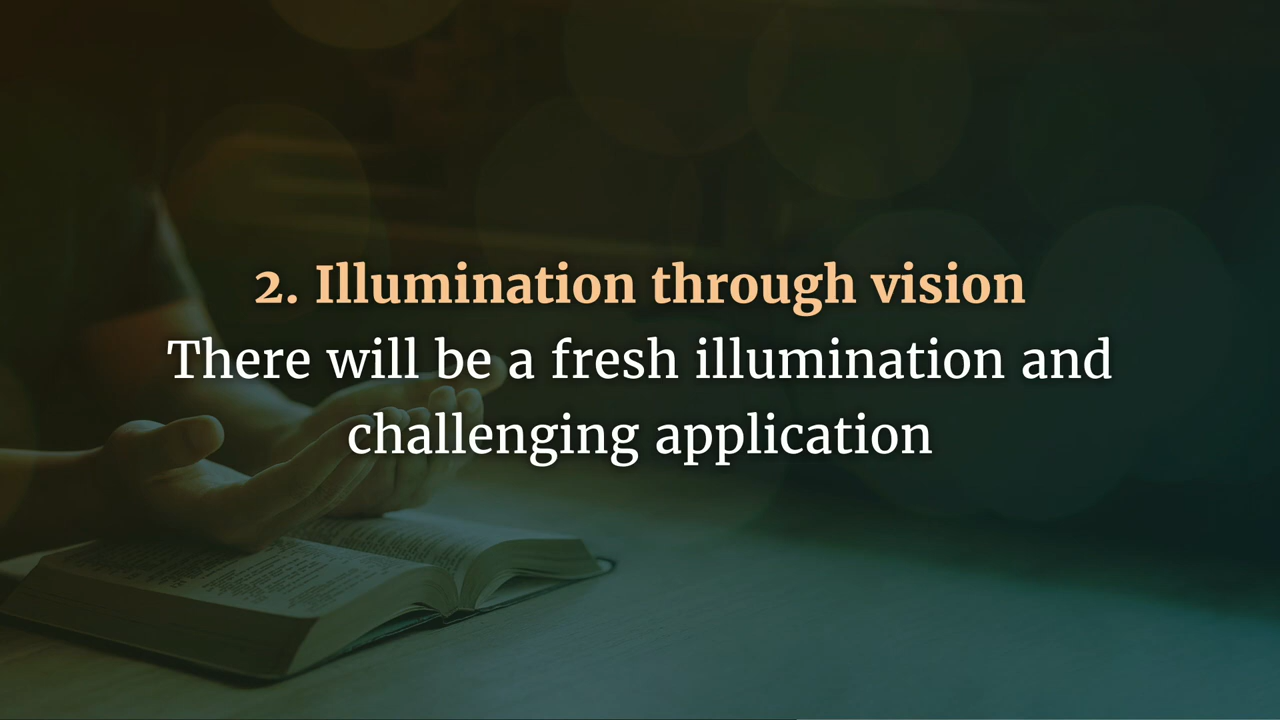 2. Illumination through vision
There will be a fresh illumination and
challenging application